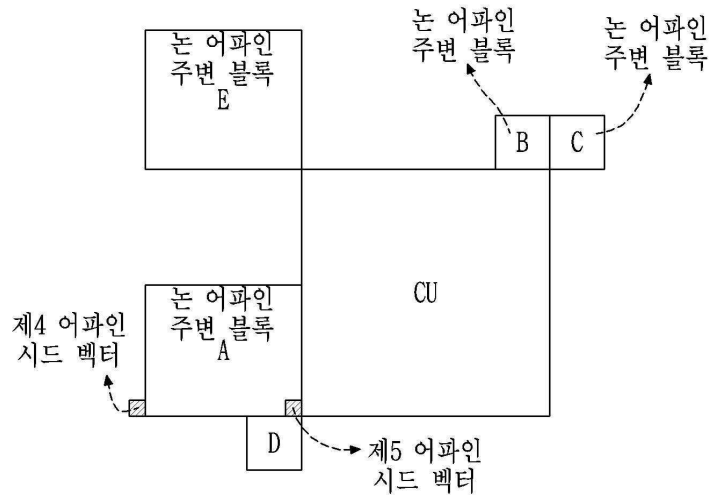 논 어파인
주변 블록
E
논 어파인
주변 블록
논 어파인
주변 블록
B
C
CU
논 어파인
주변 블록
A
제4 어파인
시드 벡터
D
제5 어파인
시드 벡터